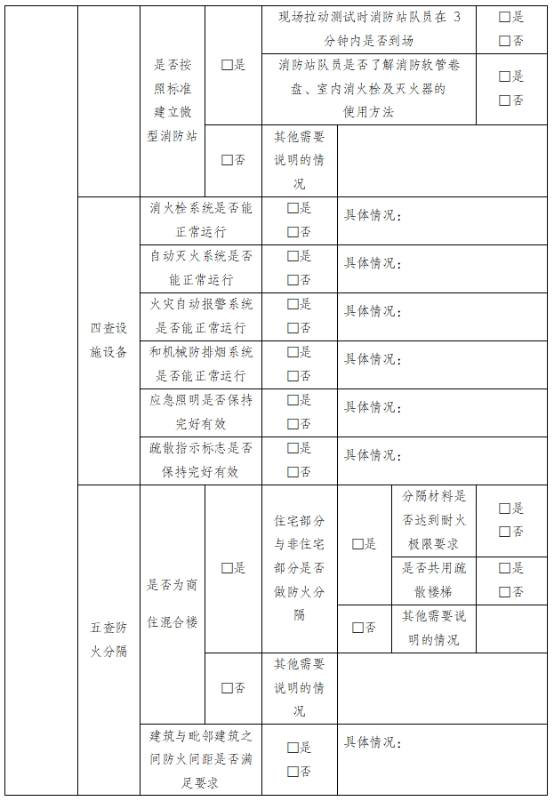 是否按
照标准
建立微
型消防站
□是
现场拉动测试时消防站队员在 3
分钟内是否到场
□是
□否
消防站队员是否了解消防软管卷
盘、室内消火栓及灭火器的
使用方法
□是
□否
□否
其他需要
说明的情
况
四查设
施设备
消火栓系统是否能
正常运行
□是
□否
具体情况：
自动灭火系统是否
能正常运行
□是
□否
具体情况：
火灾自动报警系统
是否能正常运行
□是
□否
具体情况：
和机械防排烟系统
是否能正常运行
□是
□否
具体情况：
应急照明是否保持
完好有效
□是
□否
具体情况：
疏散指示标志是否
保持完好有效
□是
□否
具体情况：
五查防
火分隔
是否为商
住混合楼
□是
住宅部分
与非住宅
部分是否
做防火分
隔
□是
分隔材料是
否达到耐火
极限要求
□是
□否
是否共用疏
散楼梯
□是
□否
□否
其他需要说
明的情况
□否
其他需要
说明的情
况
建筑与毗邻建筑之
间防火间距是否满
足要求
□是
□否
具体情况：